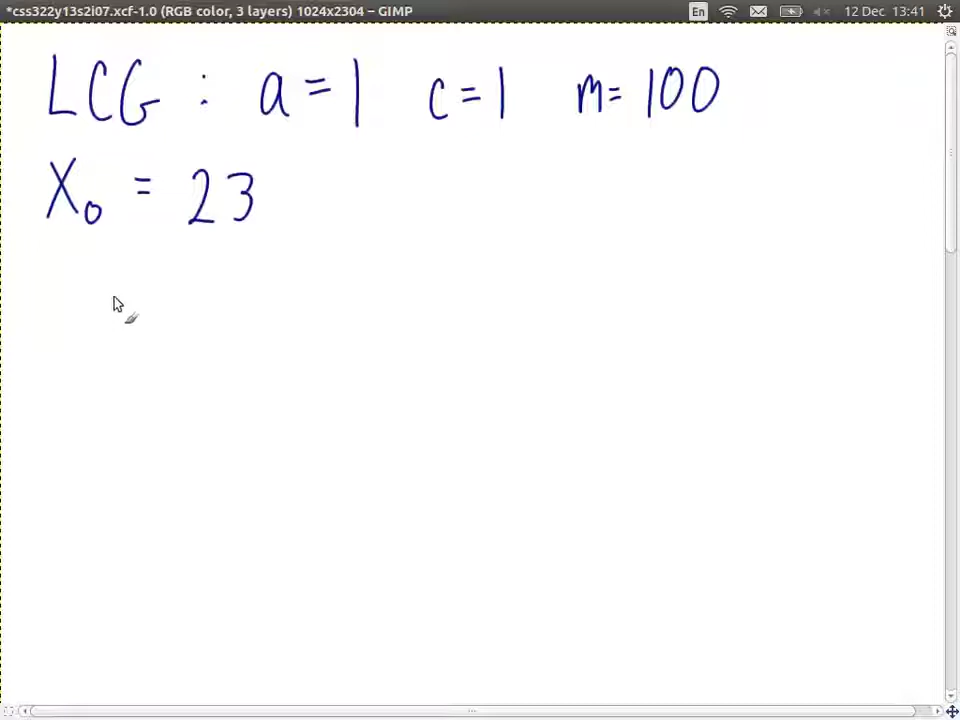 *css322y13s2i07.xcf-1.0 (RGB color, 3 layers) 1024x2304 – GIMP En 12 Dec 13:41
LCG : a = 1 c = 1 m = 100
X₀ = 23